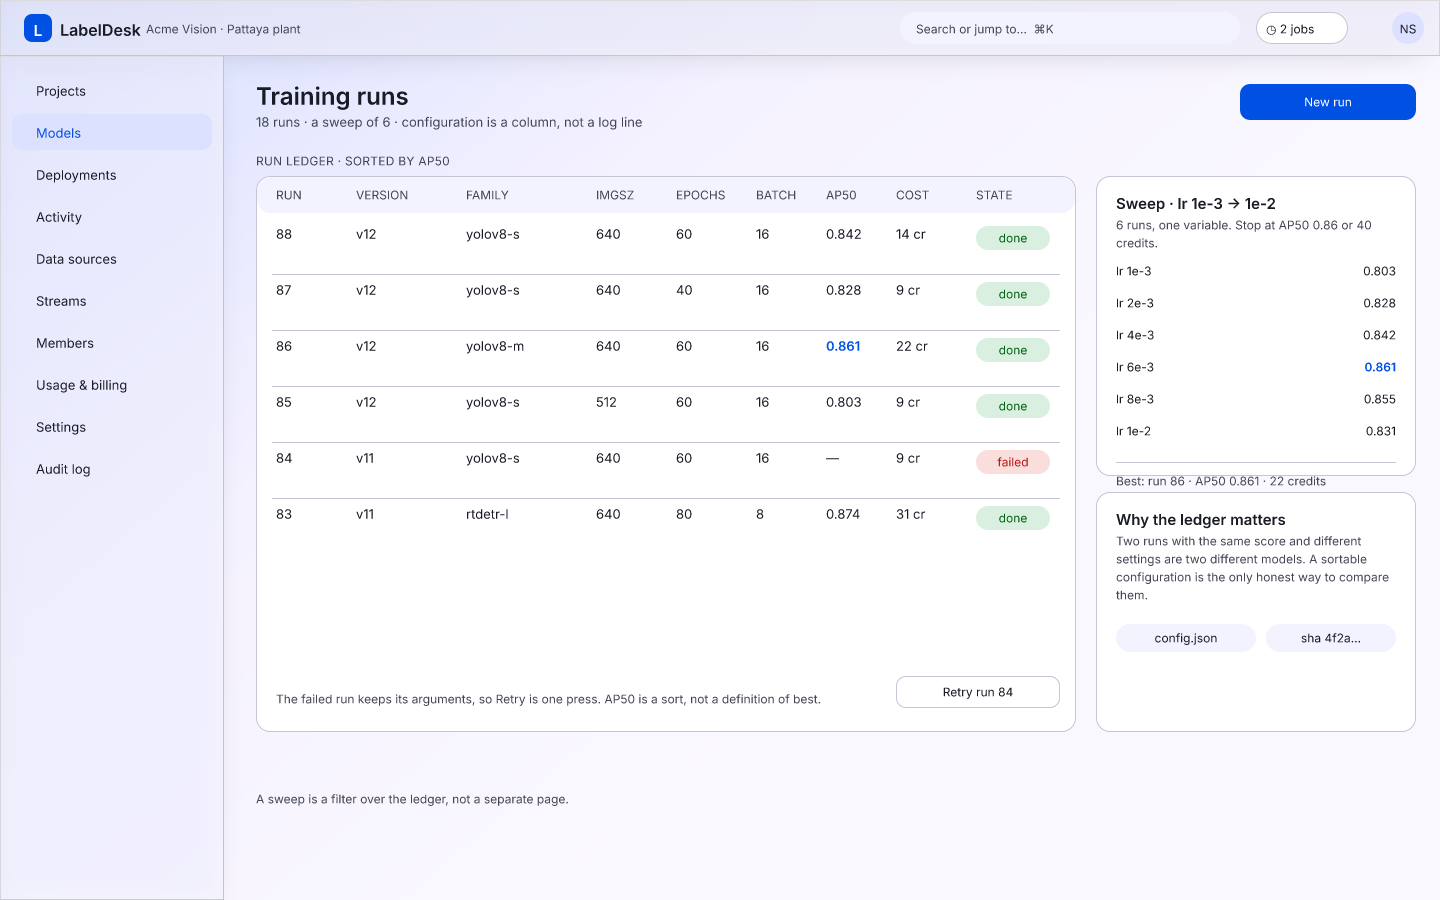 L LabelDesk Acme Vision · Pattaya plant Search or jump to... ⌘K ◷ 2 jobs NS
Projects
Models
Deployments
Activity
Data sources
Streams
Members
Usage & billing
Settings
Audit log
Training runs
18 runs · a sweep of 6 · configuration is a column, not a log line
New run
RUN LEDGER · SORTED BY AP50
RUN VERSION FAMILY IMGSZ EPOCHS BATCH AP50 COST STATE
88 v12 yolov8-s 640 60 16 0.842 14 cr done
87 v12 yolov8-s 640 40 16 0.828 9 cr done
86 v12 yolov8-m 640 60 16 0.861 22 cr done
85 v12 yolov8-s 512 60 16 0.803 9 cr done
84 v11 yolov8-s 640 60 16 — 9 cr failed
83 v11 rtdetr-l 640 80 8 0.874 31 cr done
The failed run keeps its arguments, so Retry is one press. AP50 is a sort, not a definition of best.
Retry run 84
Sweep · lr 1e-3 → 1e-2
6 runs, one variable. Stop at AP50 0.86 or 40
credits.
lr 1e-3 0.803
lr 2e-3 0.828
lr 4e-3 0.842
lr 6e-3 0.861
lr 8e-3 0.855
lr 1e-2 0.831
Best: run 86 · AP50 0.861 · 22 credits
Why the ledger matters
Two runs with the same score and different
settings are two different models. A sortable
configuration is the only honest way to compare
them.
config.json sha 4f2a...
A sweep is a filter over the ledger, not a separate page.